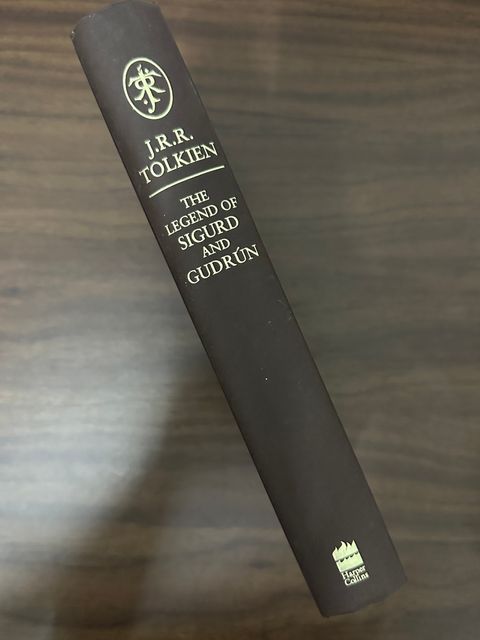 J.R.R.
TOLKIEN
THE
LEGEND OF
SIGURD
AND
GUDRÚN
Harper
Collins